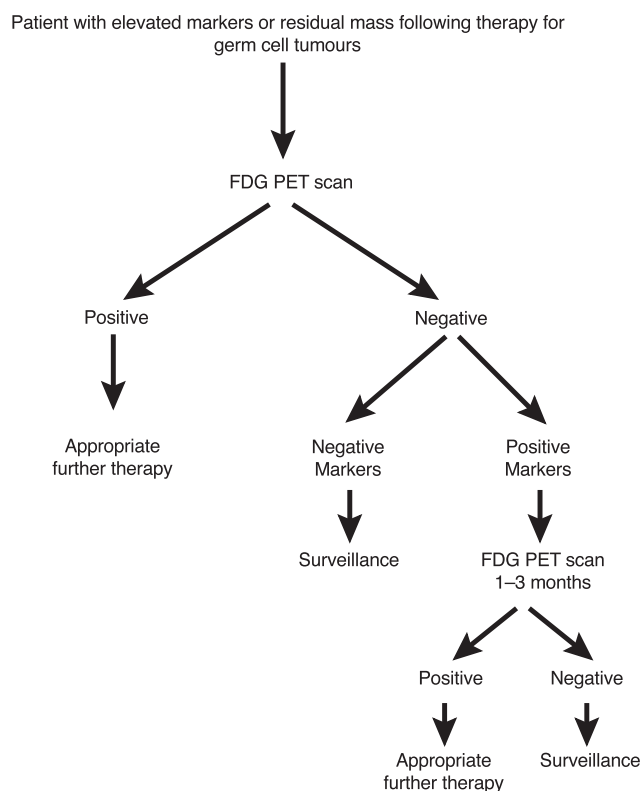 Patient with elevated markers or residual mass following therapy for
germ cell tumours
FDG PET scan
Positive
Negative
Appropriate
further therapy
Negative
Markers
Positive
Markers
Surveillance
FDG PET scan
1–3 months
Positive
Negative
Appropriate
further therapy
Surveillance